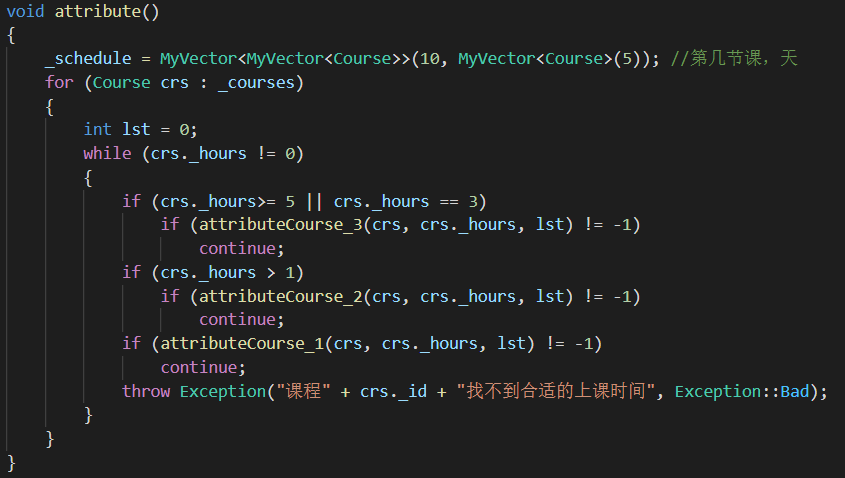 void attribute()
{
    _schedule = MyVector<MyVector<Course>>(10, MyVector<Course>(5)); //第几节课，天
    for (Course crs : _courses)
    {
        int lst = 0;
        while (crs._hours != 0)
        {
            if (crs._hours>= 5 || crs._hours == 3)
                if (attributeCourse_3(crs, crs._hours, lst) != -1)
                    continue;
            if (crs._hours > 1)
                if (attributeCourse_2(crs, crs._hours, lst) != -1)
                    continue;
            if (attributeCourse_1(crs, crs._hours, lst) != -1)
                continue;
            throw Exception("课程" + crs._id + "找不到合适的上课时间", Exception::Bad);
        }
    }
}